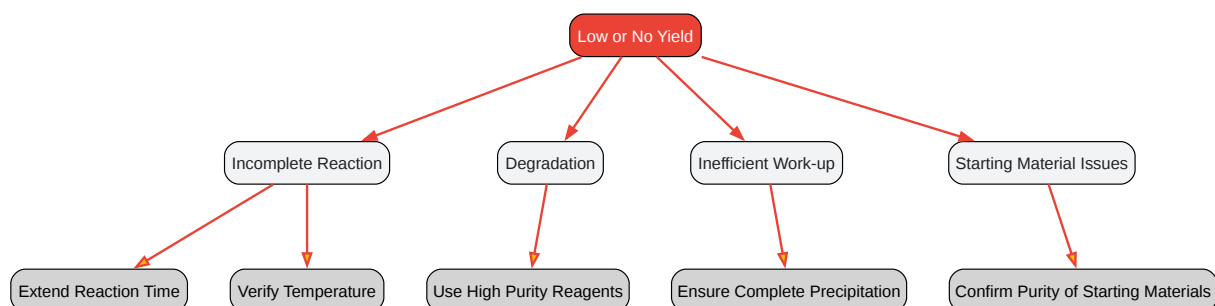 Low or No Yield
Incomplete Reaction
Degradation
Inefficient Work-up
Starting Material Issues
Extend Reaction Time
Verify Temperature
Use High Purity Reagents
Ensure Complete Precipitation
Confirm Purity of Starting Materials